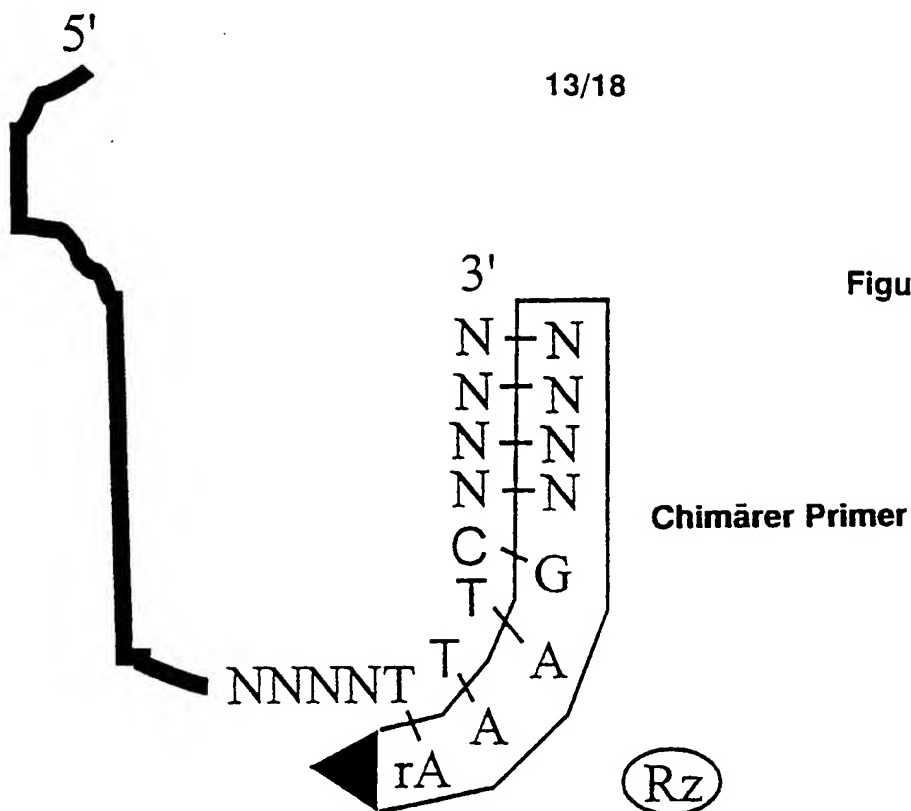 5'
13/18
3'
Figu
N N
N N
N N
N N
Chimärer Primer
C G
T A
T A
NNNNT rA
Rz